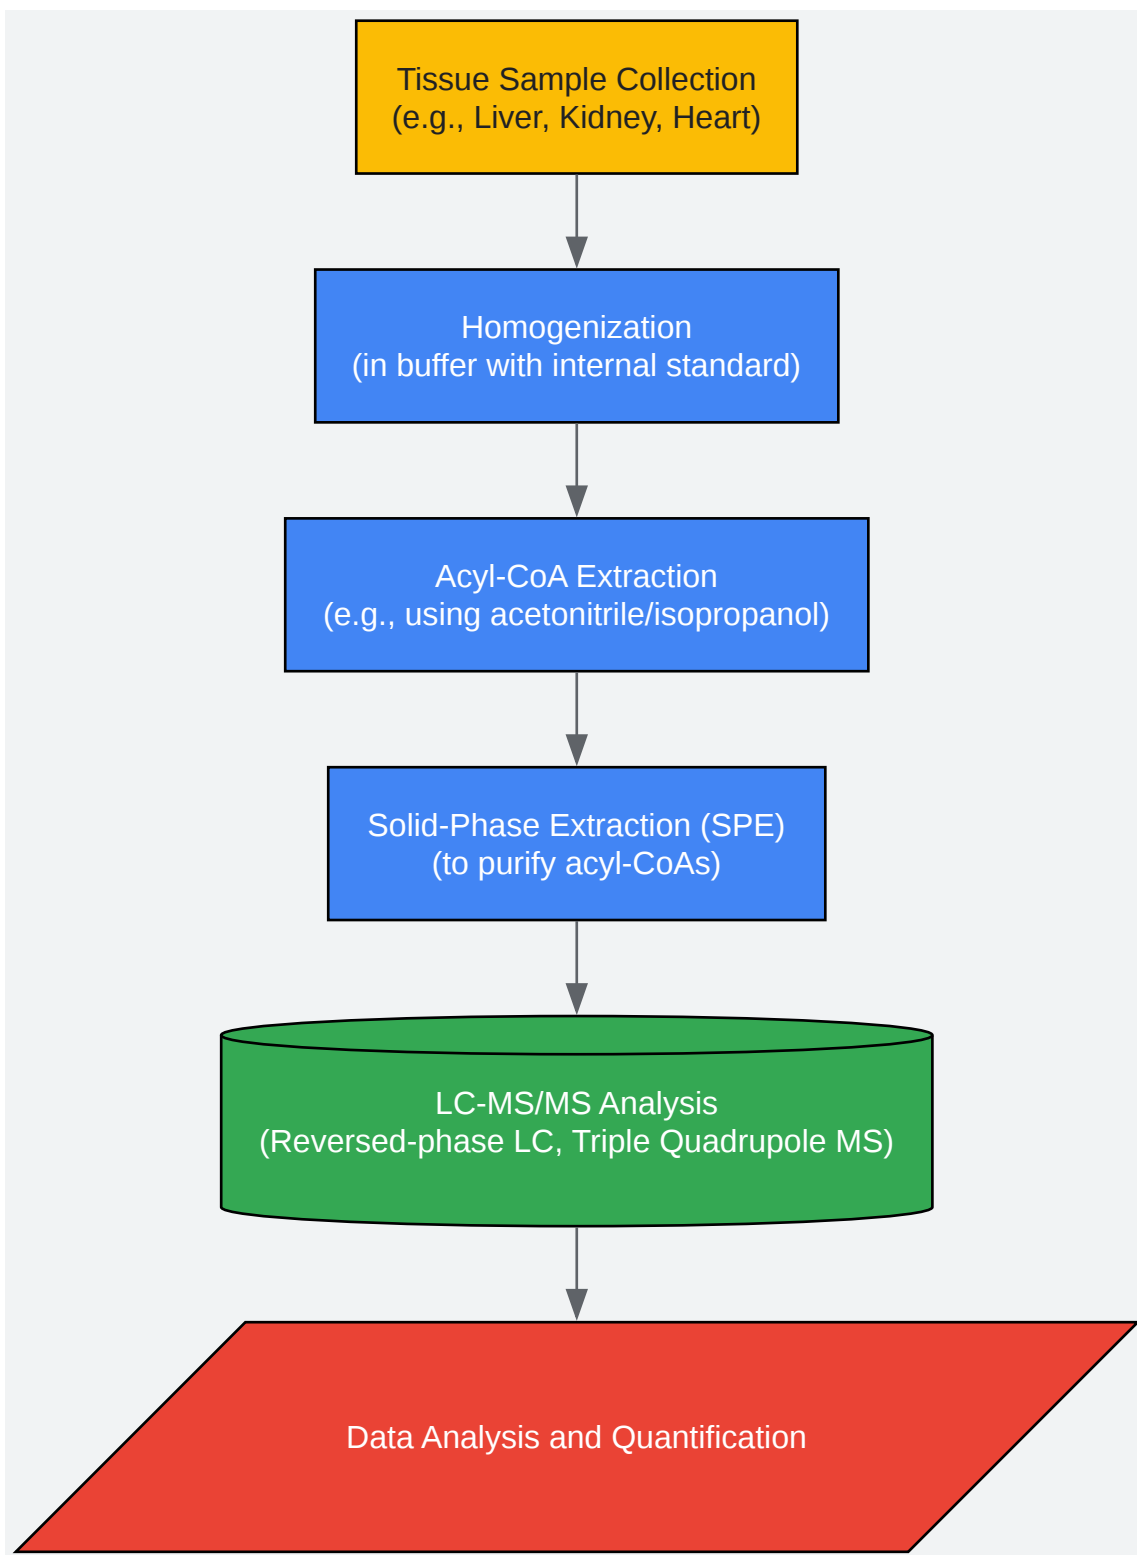 Tissue Sample Collection
(e.g., Liver, Kidney, Heart)
Homogenization
(in buffer with internal standard)
Acyl-CoA Extraction
(e.g., using acetonitrile/isopropanol)
Solid-Phase Extraction (SPE)
(to purify acyl-CoAs)
LC-MS/MS Analysis
(Reversed-phase LC, Triple Quadrupole MS)
Data Analysis and Quantification